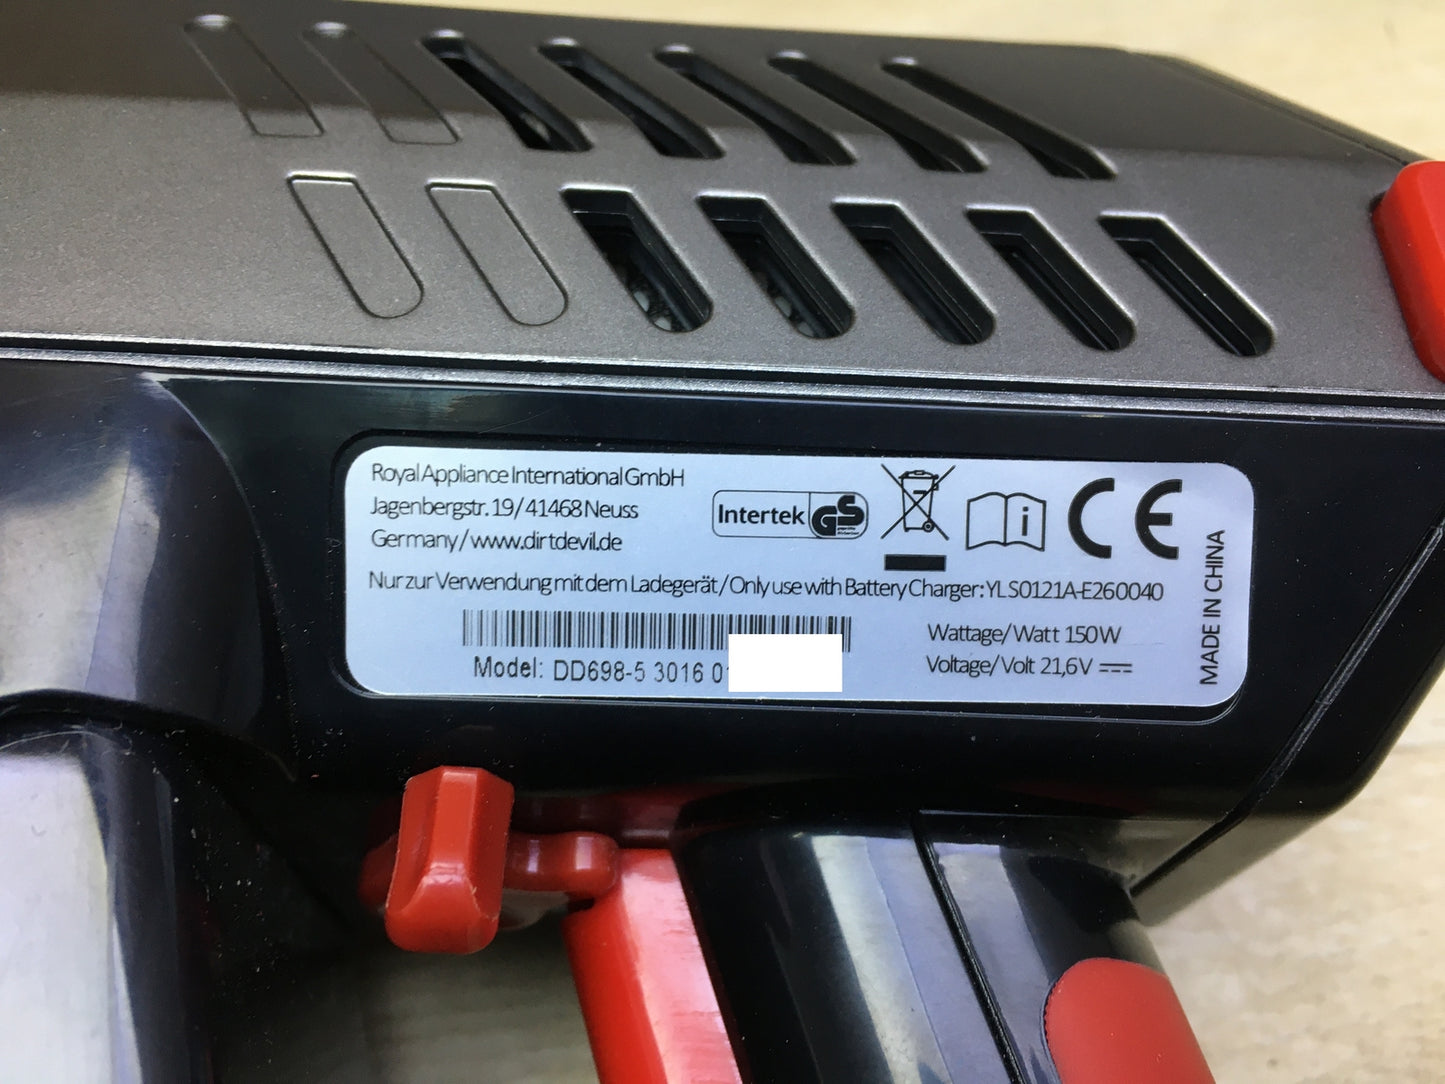 Royal Appliance International GmbH
Jagenbergstr. 19 / 41468 Neuss
Germany / www.dirtdevil.de
Intertek
GS
i
CE
Nur zur Verwendung mit dem Ladegerät / Only use with Battery Charger: YLS0121A-E260040
Model: DD698-5 3016 0
Wattage/Watt 150W
Voltage/Volt 21,6V
MADE IN CHINA